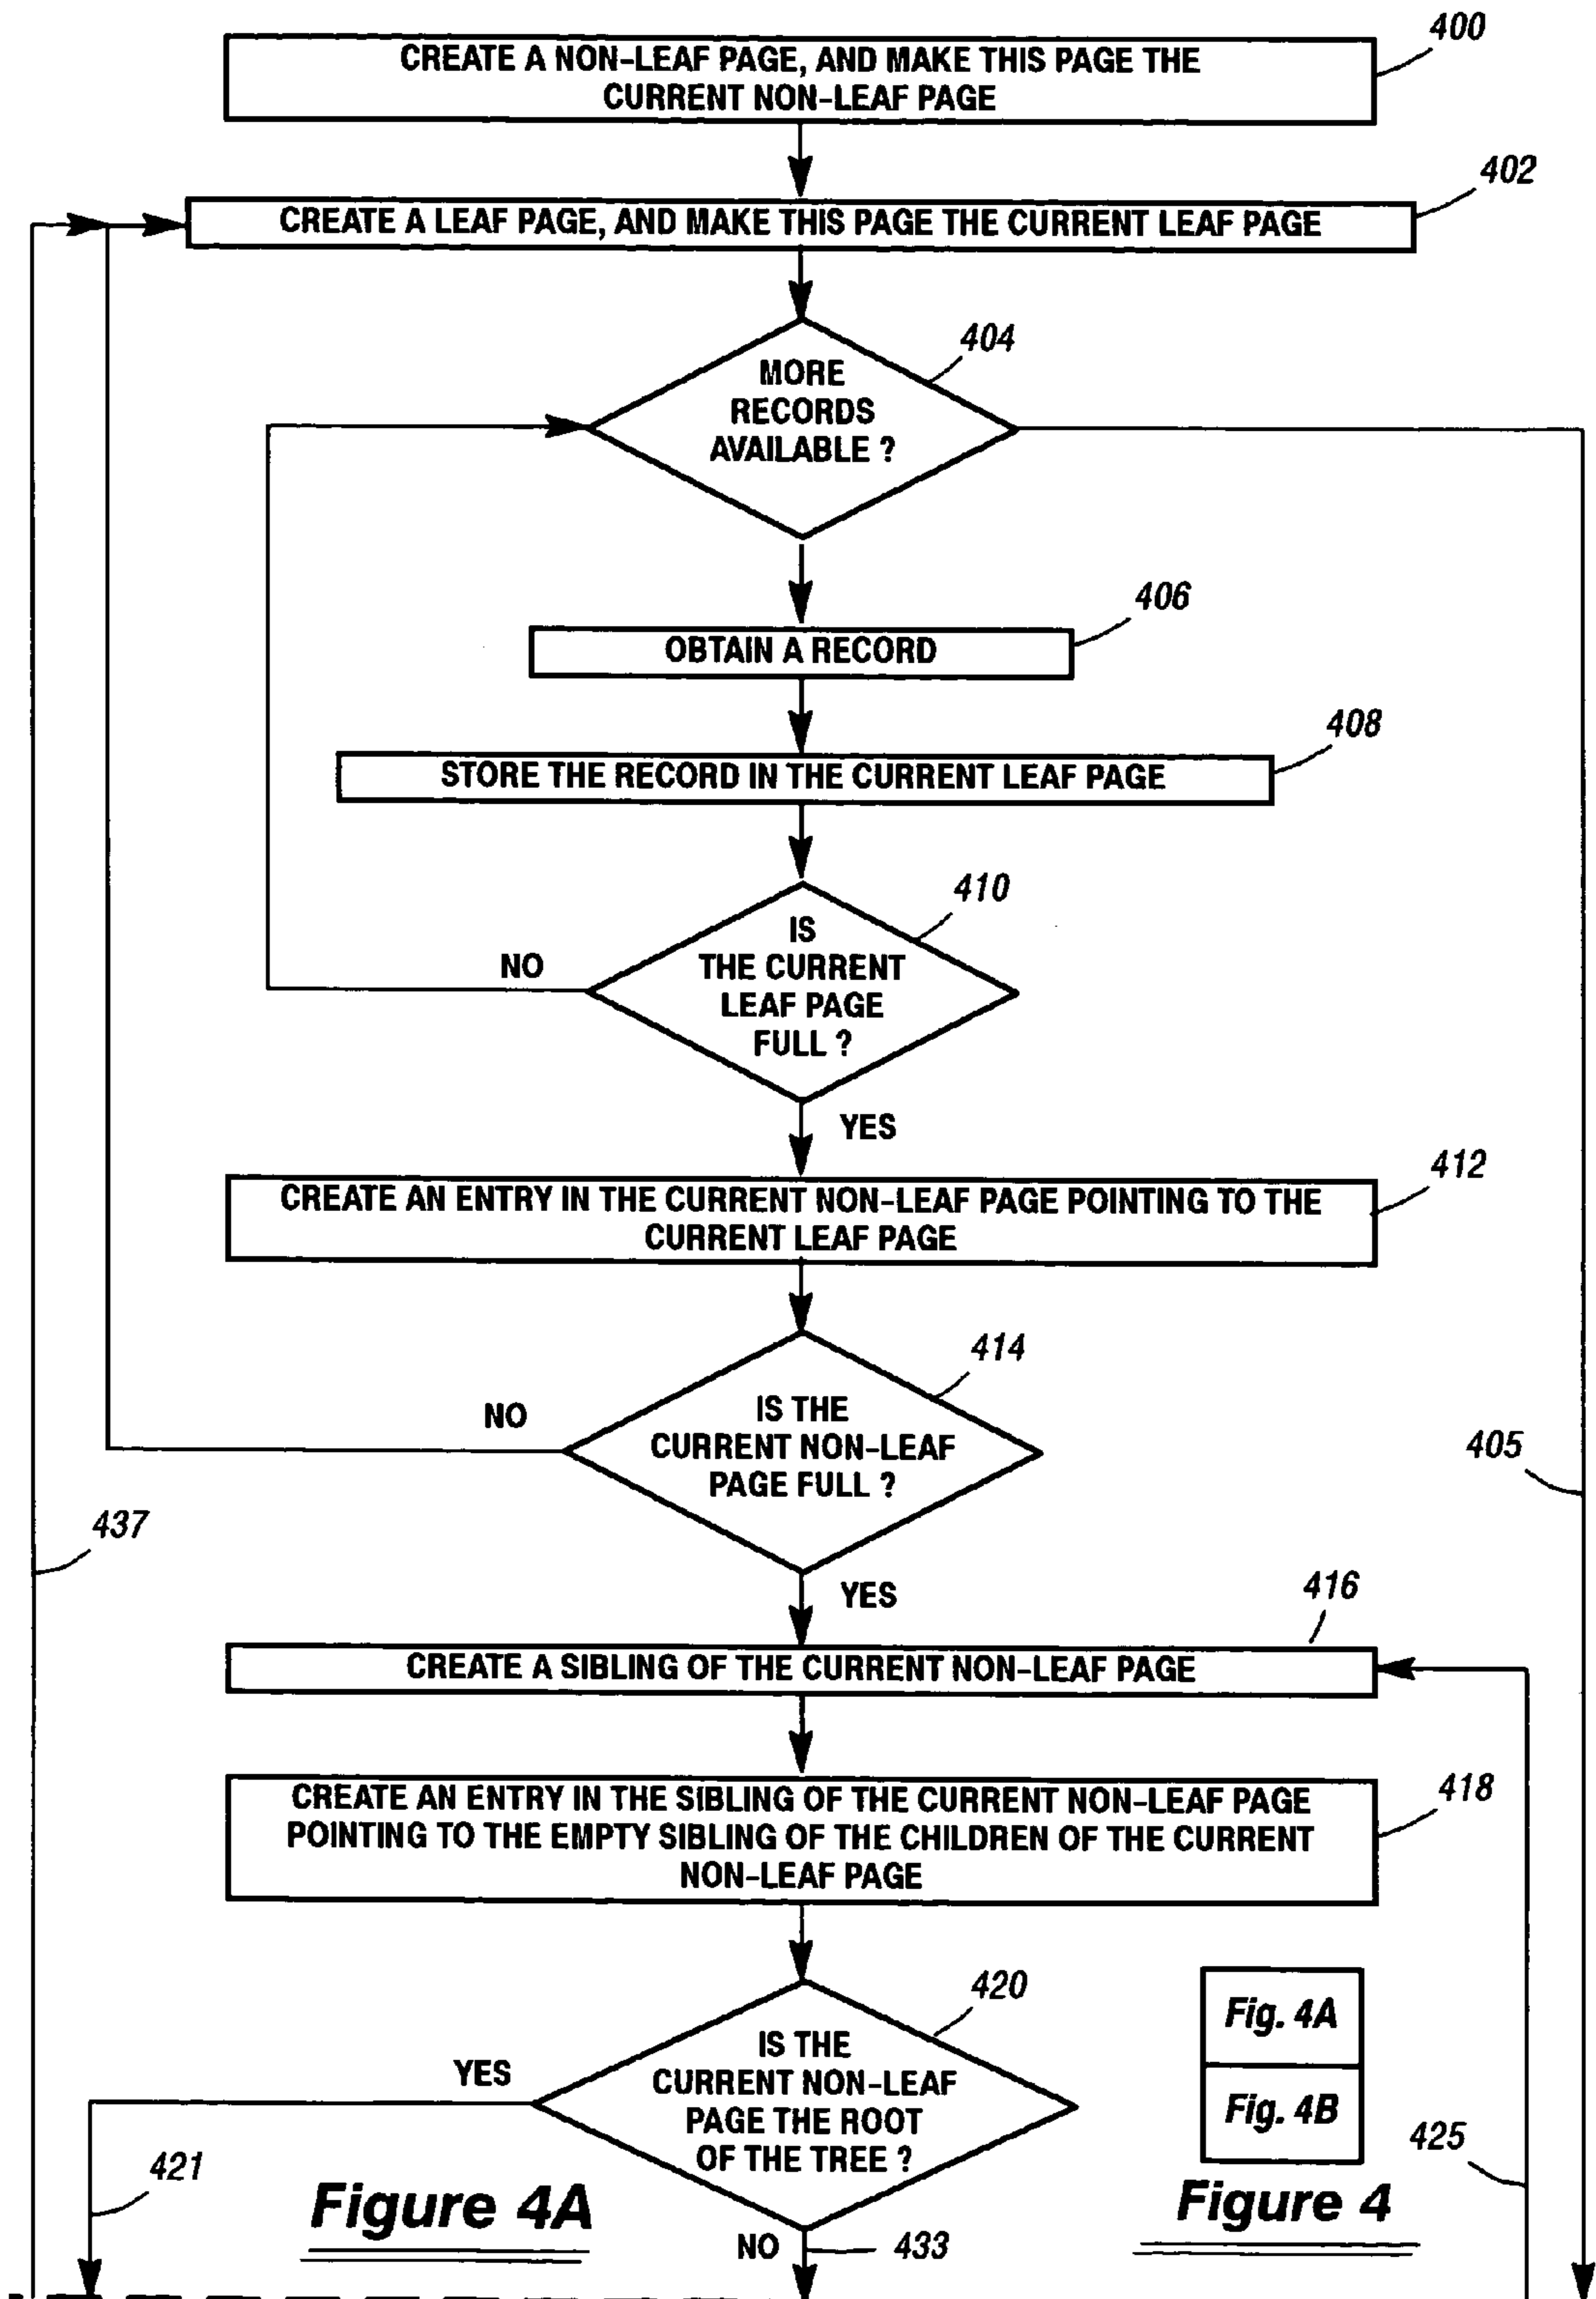 400
CREATE A NON-LEAF PAGE, AND MAKE THIS PAGE THE
CURRENT NON-LEAF PAGE
402
CREATE A LEAF PAGE, AND MAKE THIS PAGE THE CURRENT LEAF PAGE
404
MORE
RECORDS
AVAILABLE ?
406
OBTAIN A RECORD
408
STORE THE RECORD IN THE CURRENT LEAF PAGE
410
IS
THE CURRENT
LEAF PAGE
FULL ?
NO
YES
412
CREATE AN ENTRY IN THE CURRENT NON-LEAF PAGE POINTING TO THE
CURRENT LEAF PAGE
414
IS THE
CURRENT NON-LEAF
PAGE FULL ?
NO
405
437
YES
416
CREATE A SIBLING OF THE CURRENT NON-LEAF PAGE
418
CREATE AN ENTRY IN THE SIBLING OF THE CURRENT NON-LEAF PAGE
POINTING TO THE EMPTY SIBLING OF THE CHILDREN OF THE CURRENT
NON-LEAF PAGE
420
IS THE
CURRENT NON-LEAF
PAGE THE ROOT
OF THE TREE ?
YES
Fig. 4A
Fig. 4B
425
421
Figure 4A
Figure 4
NO
433